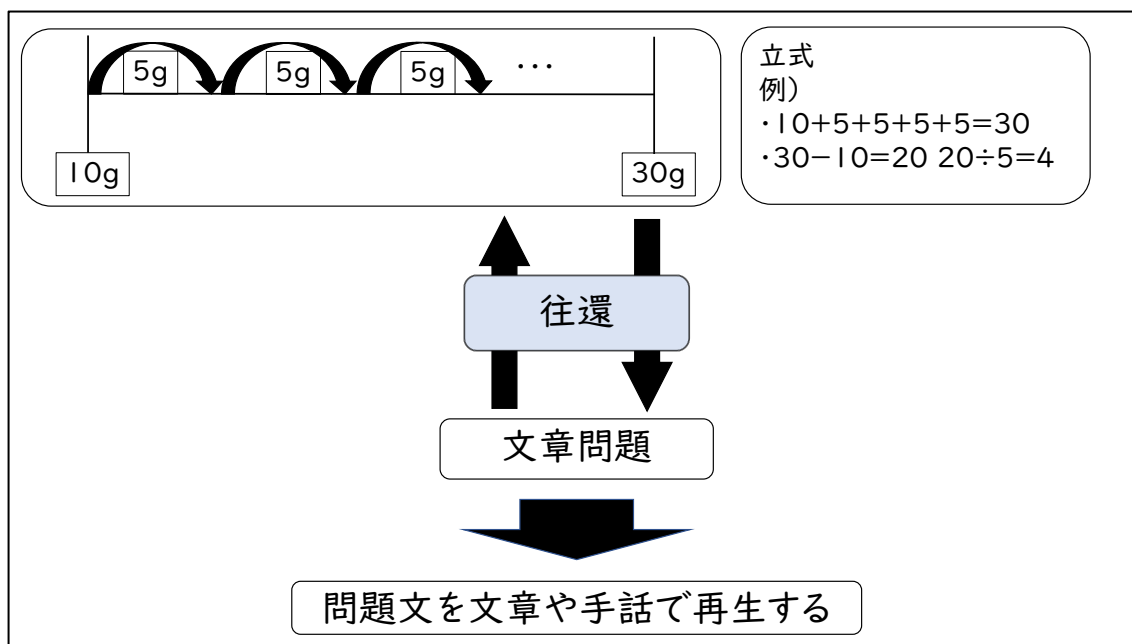 5g
5g
5g
…
10g
30g
立式
例）
・10+5+5+5+5=30
・30−10=20 20÷5=4
往還
文章問題
問題文を文章や手話で再生する